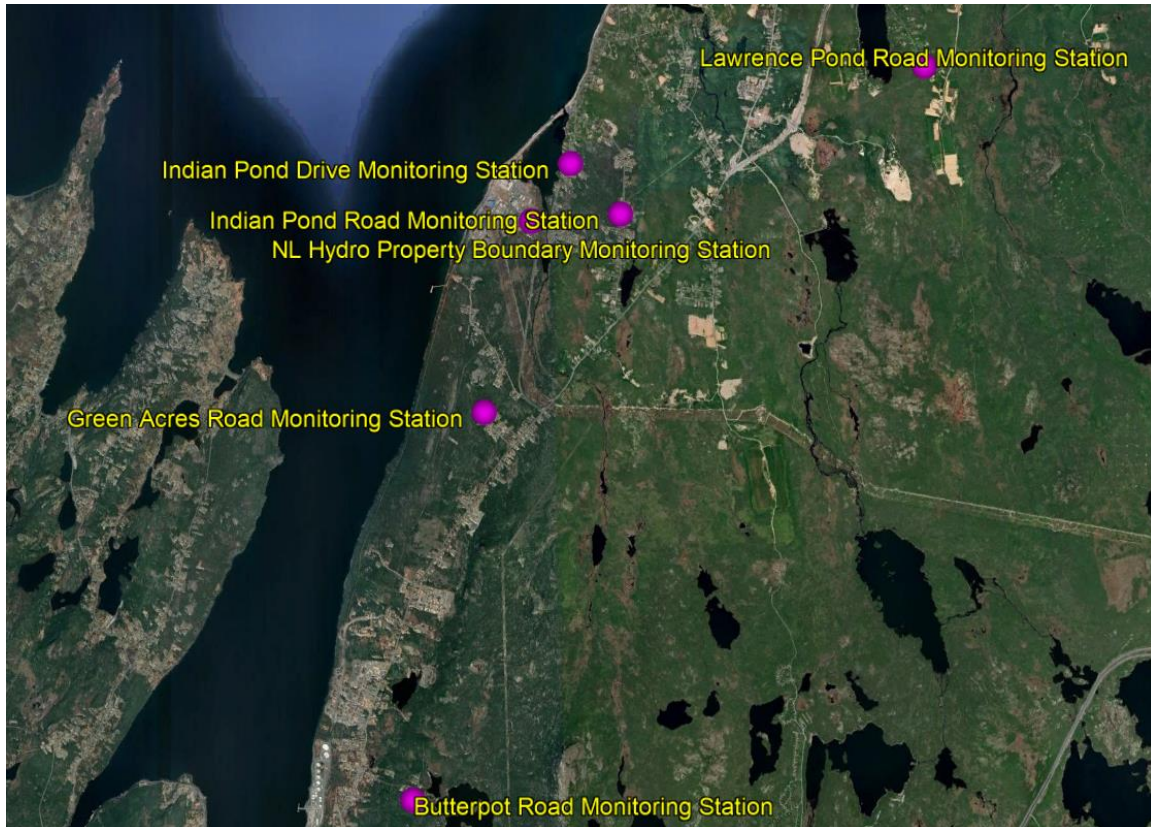 Lawrence Pond Road Monitoring Station
Indian Pond Drive Monitoring Station
Indian Pond Road Monitoring Station
NL Hydro Property Boundary Monitoring Station
Green Acres Road Monitoring Station
Butterpot Road Monitoring Station